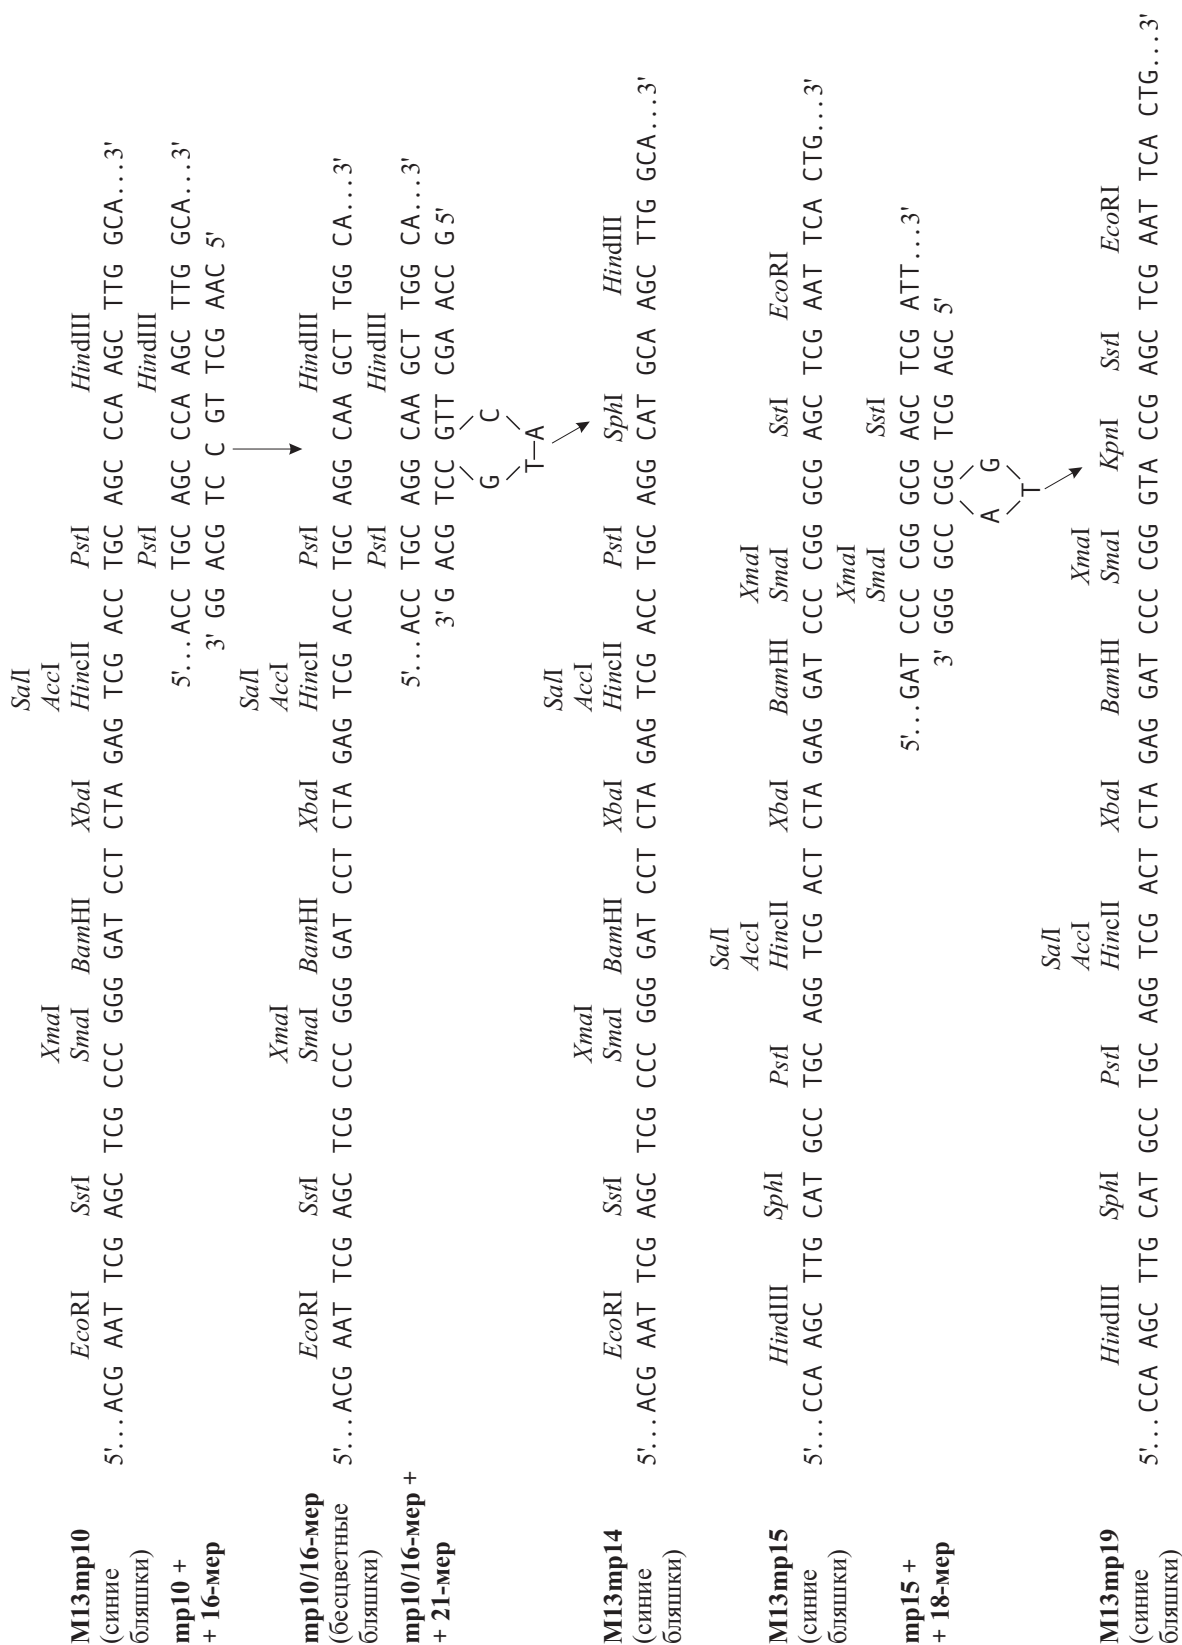 SalI
XmaI AccI
EcoRI SstI SmaI BamHI XbaI HincII PstI HindIII
M13mp10 5'...ACG AAT TCG AGC TCG CCC GGG GAT CCT CTA GAG TCG ACC TGC AGC CCA AGC TTG GCA...3'
(синие
бляшки)
PstI HindIII
mp10 + 5'...ACC TGC AGC CCA AGC TTG GCA...3'
+ 16-мер 3' GG ACG TC C GT TCG AAC 5'
SalI
XmaI AccI
EcoRI SstI SmaI BamHI XbaI HincII PstI HindIII
mp10/16-мер 5'...ACG AAT TCG AGC TCG CCC GGG GAT CCT CTA GAG TCG ACC TGC AGG CAA GCT TGG CA...3'
(бесцветные
бляшки)
PstI HindIII
mp10/16-мер + 5'...ACC TGC AGG CAA GCT TGG CA...3'
+ 21-мер 3' G ACG TCC GTT CGA ACC G 5'
G C
T–A
SalI
XmaI AccI
EcoRI SstI SmaI BamHI XbaI HincII PstI SphI HindIII
M13mp14 5'...ACG AAT TCG AGC TCG CCC GGG GAT CCT CTA GAG TCG ACC TGC AGG CAT GCA AGC TTG GCA...3'
(синие
бляшки)
SalI
AccI XmaI
HindIII SphI PstI HincII XbaI BamHI SmaI SstI EcoRI
M13mp15 5'...CCA AGC TTG CAT GCC TGC AGG TCG ACT CTA GAG GAT CCC CGG GCG AGC TCG AAT TCA CTG...3'
(синие
бляшки)
XmaI
SmaI SstI
mp15 + 5'...GAT CCC CGG GCG AGC TCG ATT...3'
+ 18-мер 3' GGG GCC CGC TCG AGC 5'
A G
T
SalI
AccI XmaI
HindIII SphI PstI HincII XbaI BamHI SmaI KpnI SstI EcoRI
M13mp19 5'...CCA AGC TTG CAT GCC TGC AGG TCG ACT CTA GAG GAT CCC CGG GTA CCG AGC TCG AAT TCA CTG...3'
(синие
бляшки)